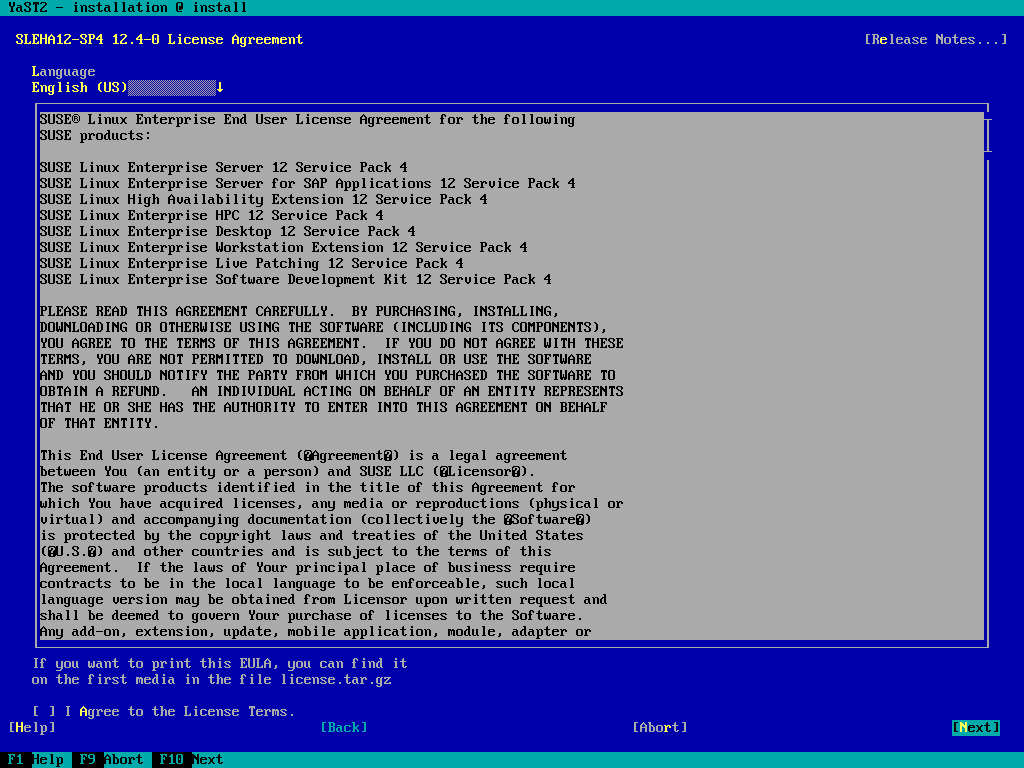 YaST2 - installation @ install
SLEHA12-SP4 12.4-0 License Agreement [Release Notes...]
Language
English (US)↓
SUSE® Linux Enterprise End User License Agreement for the following
SUSE products:
SUSE Linux Enterprise Server 12 Service Pack 4
SUSE Linux Enterprise Server for SAP Applications 12 Service Pack 4
SUSE Linux High Availability Extension 12 Service Pack 4
SUSE Linux Enterprise HPC 12 Service Pack 4
SUSE Linux Enterprise Desktop 12 Service Pack 4
SUSE Linux Enterprise Workstation Extension 12 Service Pack 4
SUSE Linux Enterprise Live Patching 12 Service Pack 4
SUSE Linux Enterprise Software Development Kit 12 Service Pack 4
PLEASE READ THIS AGREEMENT CAREFULLY.  BY PURCHASING, INSTALLING,
DOWNLOADING OR OTHERWISE USING THE SOFTWARE (INCLUDING ITS COMPONENTS),
YOU AGREE TO THE TERMS OF THIS AGREEMENT.  IF YOU DO NOT AGREE WITH THESE
TERMS, YOU ARE NOT PERMITTED TO DOWNLOAD, INSTALL OR USE THE SOFTWARE
AND YOU SHOULD NOTIFY THE PARTY FROM WHICH YOU PURCHASED THE SOFTWARE TO
OBTAIN A REFUND.   AN INDIVIDUAL ACTING ON BEHALF OF AN ENTITY REPRESENTS
THAT HE OR SHE HAS THE AUTHORITY TO ENTER INTO THIS AGREEMENT ON BEHALF
OF THAT ENTITY.
This End User License Agreement (�Agreement�) is a legal agreement
between You (an entity or a person) and SUSE LLC (�Licensor�).
The software products identified in the title of this Agreement for
which You have acquired licenses, any media or reproductions (physical or
virtual) and accompanying documentation (collectively the �Software�)
is protected by the copyright laws and treaties of the United States
(�U.S.�) and other countries and is subject to the terms of this
Agreement.  If the laws of Your principal place of business require
contracts to be in the local language to be enforceable, such local
language version may be obtained from Licensor upon written request and
shall be deemed to govern Your purchase of licenses to the Software.
Any add-on, extension, update, mobile application, module, adapter or
If you want to print this EULA, you can find it
on the first media in the file license.tar.gz
[ ] I Agree to the License Terms.
[Help] [Back] [Abort] [Next]
F1 Help F9 Abort F10 Next